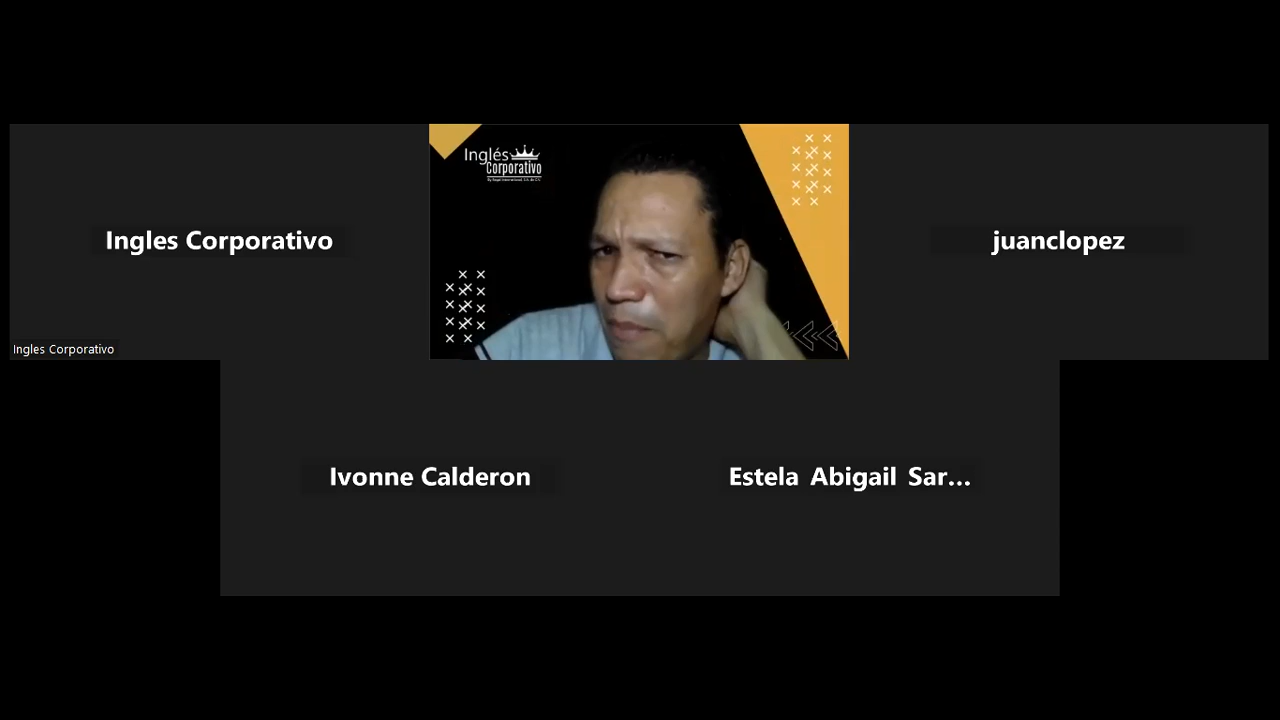 Inglés
Corporativo
Ingles Corporativo
juanclopez
Ingles Corporativo
Ivonne Calderon
Estela Abigail Sar...